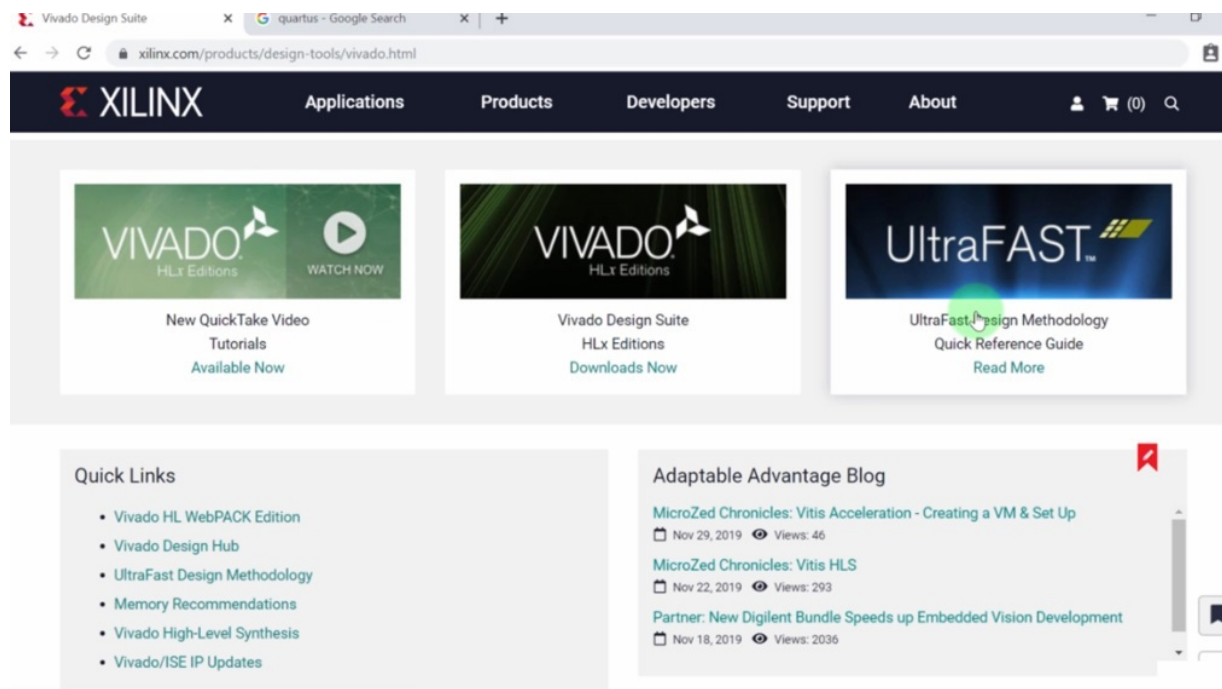 Vivado Design Suite
quartus - Google Search
xilinx.com/products/design-tools/vivado.html
XILINX
Applications
Products
Developers
Support
About
(0)
VIVADO.
HLx Editions
WATCH NOW
New QuickTake Video
Tutorials
Available Now
VIVADO.
HLx Editions
Vivado Design Suite
HLx Editions
Downloads Now
UltraFAST™
UltraFast Design Methodology
Quick Reference Guide
Read More
Quick Links
• Vivado HL WebPACK Edition
• Vivado Design Hub
• UltraFast Design Methodology
• Memory Recommendations
• Vivado High-Level Synthesis
• Vivado/ISE IP Updates
Adaptable Advantage Blog
MicroZed Chronicles: Vitis Acceleration - Creating a VM & Set Up
Nov 29, 2019 Views: 46
MicroZed Chronicles: Vitis HLS
Nov 22, 2019 Views: 293
Partner: New Digilent Bundle Speeds up Embedded Vision Development
Nov 18, 2019 Views: 2036